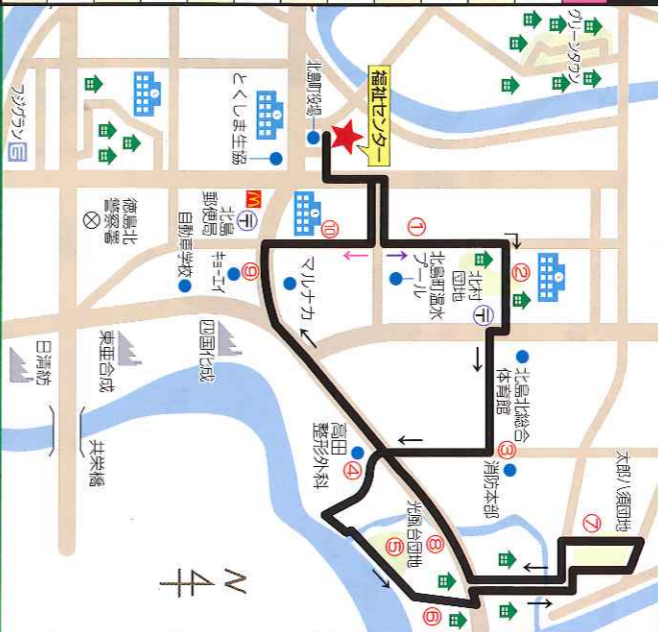 グリーンタウン
福祉センター
北島町役場
とくしま生協
フジグラン
①
②
北村
団地
北島町温水
プール
⑩
北島
郵便局
マルナカ
⑨
キョーエイ
自動車学校
徳島北
警察署
北島北総合
体育館
③
消防本部
太郎八須団地
⑦
四国化成
東亜合成
日清紡
共栄橋
高田
整形外科
④
光風台団地
⑤
⑧
⑥
N